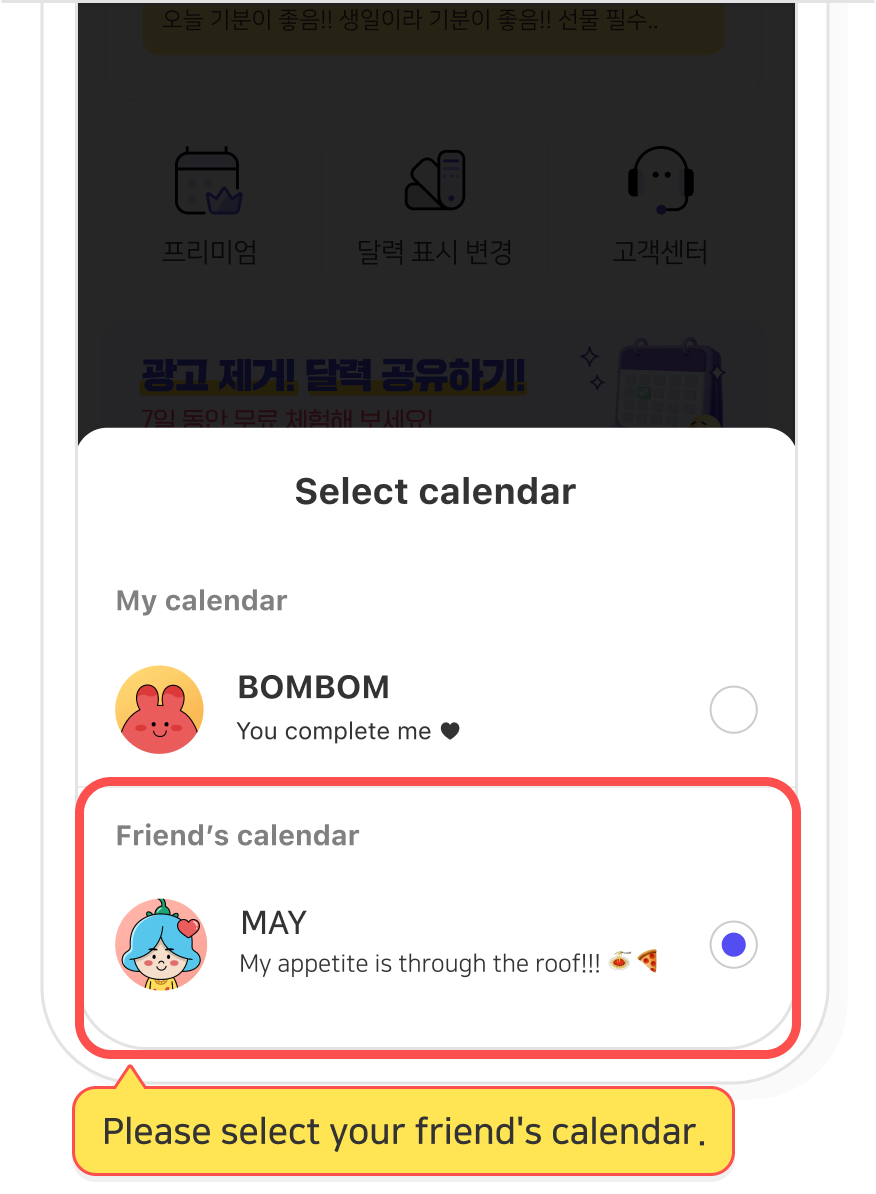 오늘 기분이 좋음!! 생일이라 기분이 좋음!! 선물 필수..
프리미엄
달력 표시 변경
고객센터
광고 제거! 달력 공유하기!
7일 동안 무료 체험해 보세요!
Select calendar
My calendar
BOMBOM
You complete me 🖤
Friend’s calendar
MAY
My appetite is through the roof!!! 🍝🍕
Please select your friend's calendar.